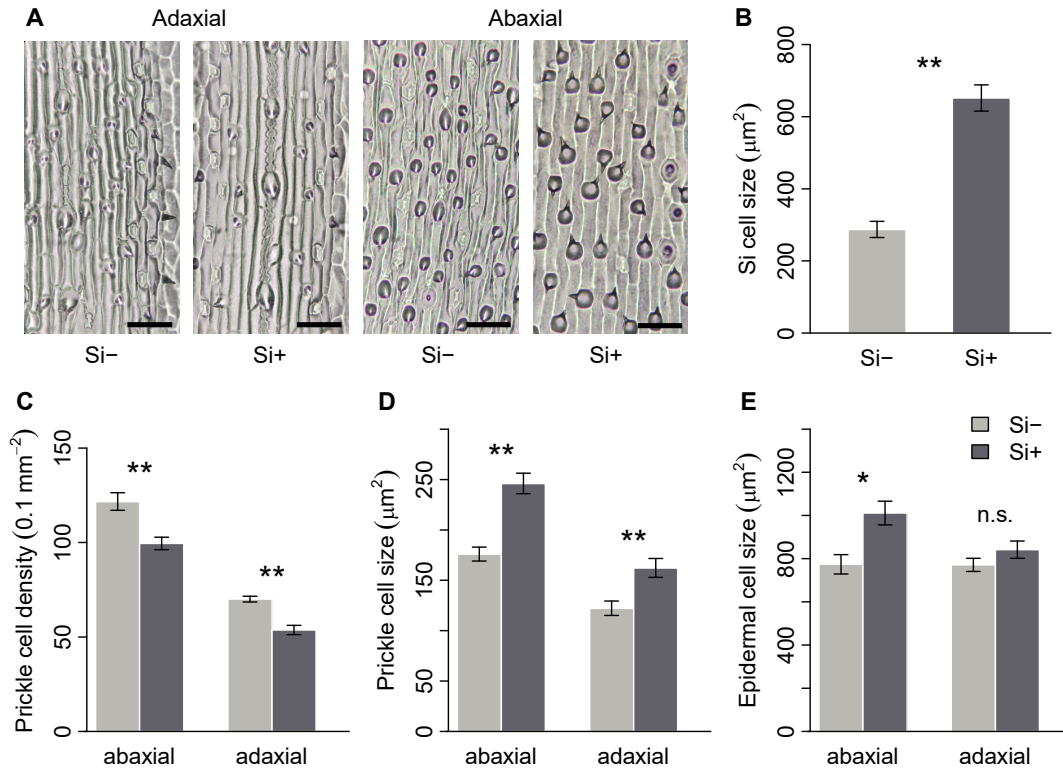 A
Adaxial
Abaxial
Si−
Si+
Si−
Si+
B
Si cell size (μm²)
0
200
400
600
800
**
Si−
Si+
C
Prickle cell density (0.1 mm⁻²)
0
50
100
150
**
**
abaxial
adaxial
D
Prickle cell size (μm²)
0
50
150
250
**
**
abaxial
adaxial
E
Si−
Si+
Epidermal cell size (μm²)
0
400
800
1200
*
n.s.
abaxial
adaxial